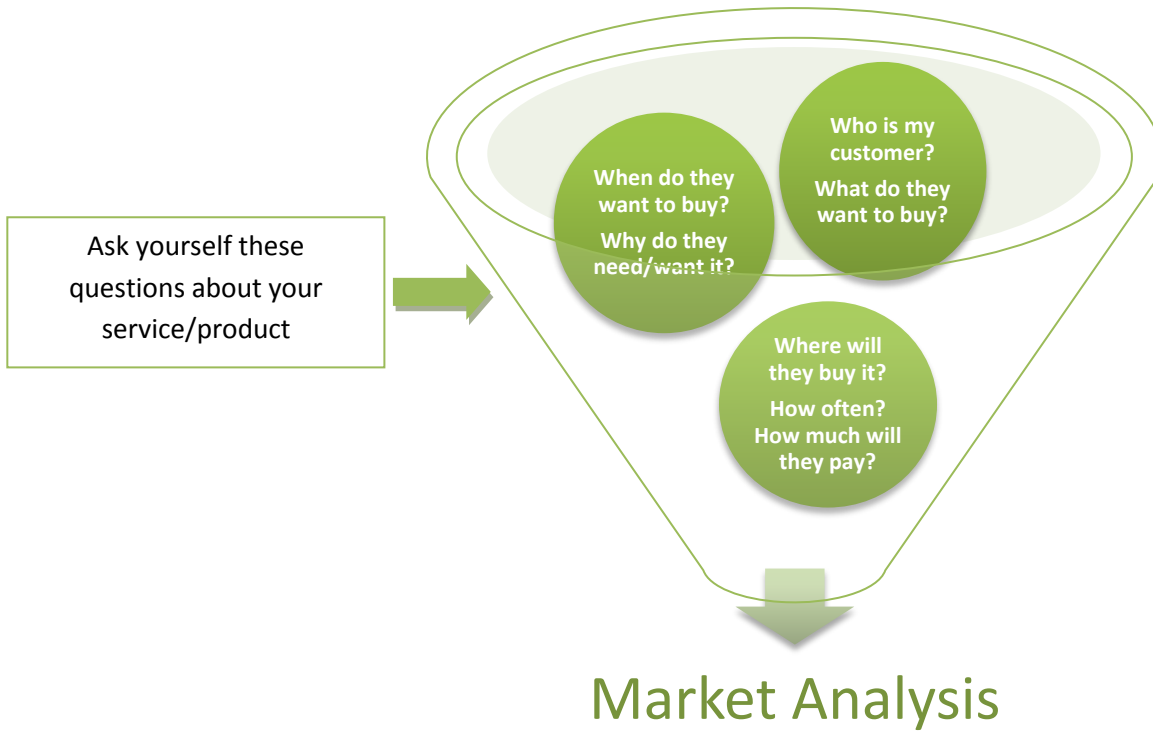 Ask yourself these
questions about your
service/product
When do they
want to buy?
Why do they
need/want it?
Who is my
customer?
What do they
want to buy?
Where will
they buy it?
How often?
How much will
they pay?
Market Analysis